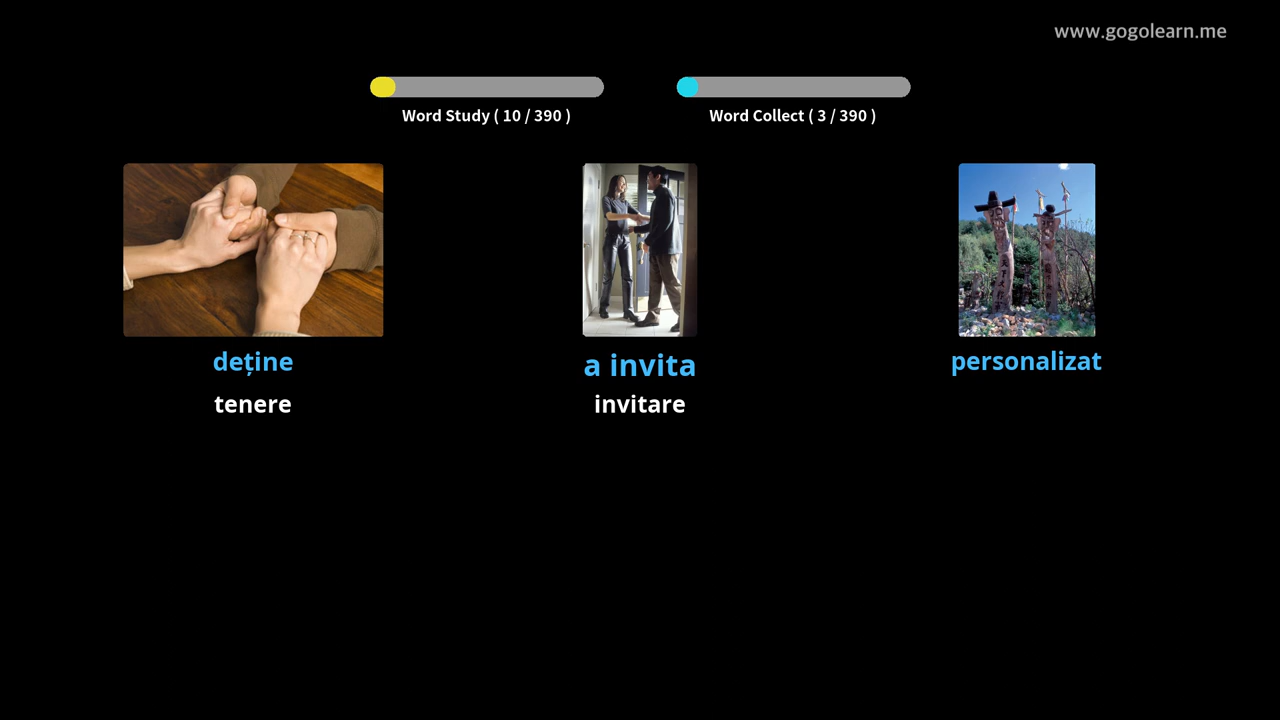 www.gogolearn.me
Word Study ( 10 / 390 )
Word Collect ( 3 / 390 )
deține
a invita
personalizat
tenere
invitare